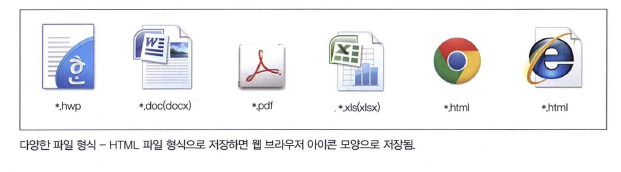 한
W
X
e
*.hwp *.doc(docx) *.pdf .*.xls(xlsx) *.html *.html
다양한 파일 형식 – HTML 파일 형식으로 저장하면 웹 브라우저 아이콘 모양으로 저장됨.